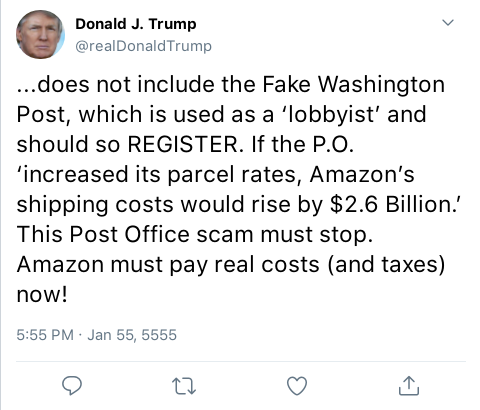 Donald J. Trump
@realDonaldTrump
...does not include the Fake Washington
Post, which is used as a ‘lobbyist’ and
should so REGISTER. If the P.O.
‘increased its parcel rates, Amazon’s
shipping costs would rise by $2.6 Billion.’
This Post Office scam must stop.
Amazon must pay real costs (and taxes)
now!
5:55 PM · Jan 55, 5555